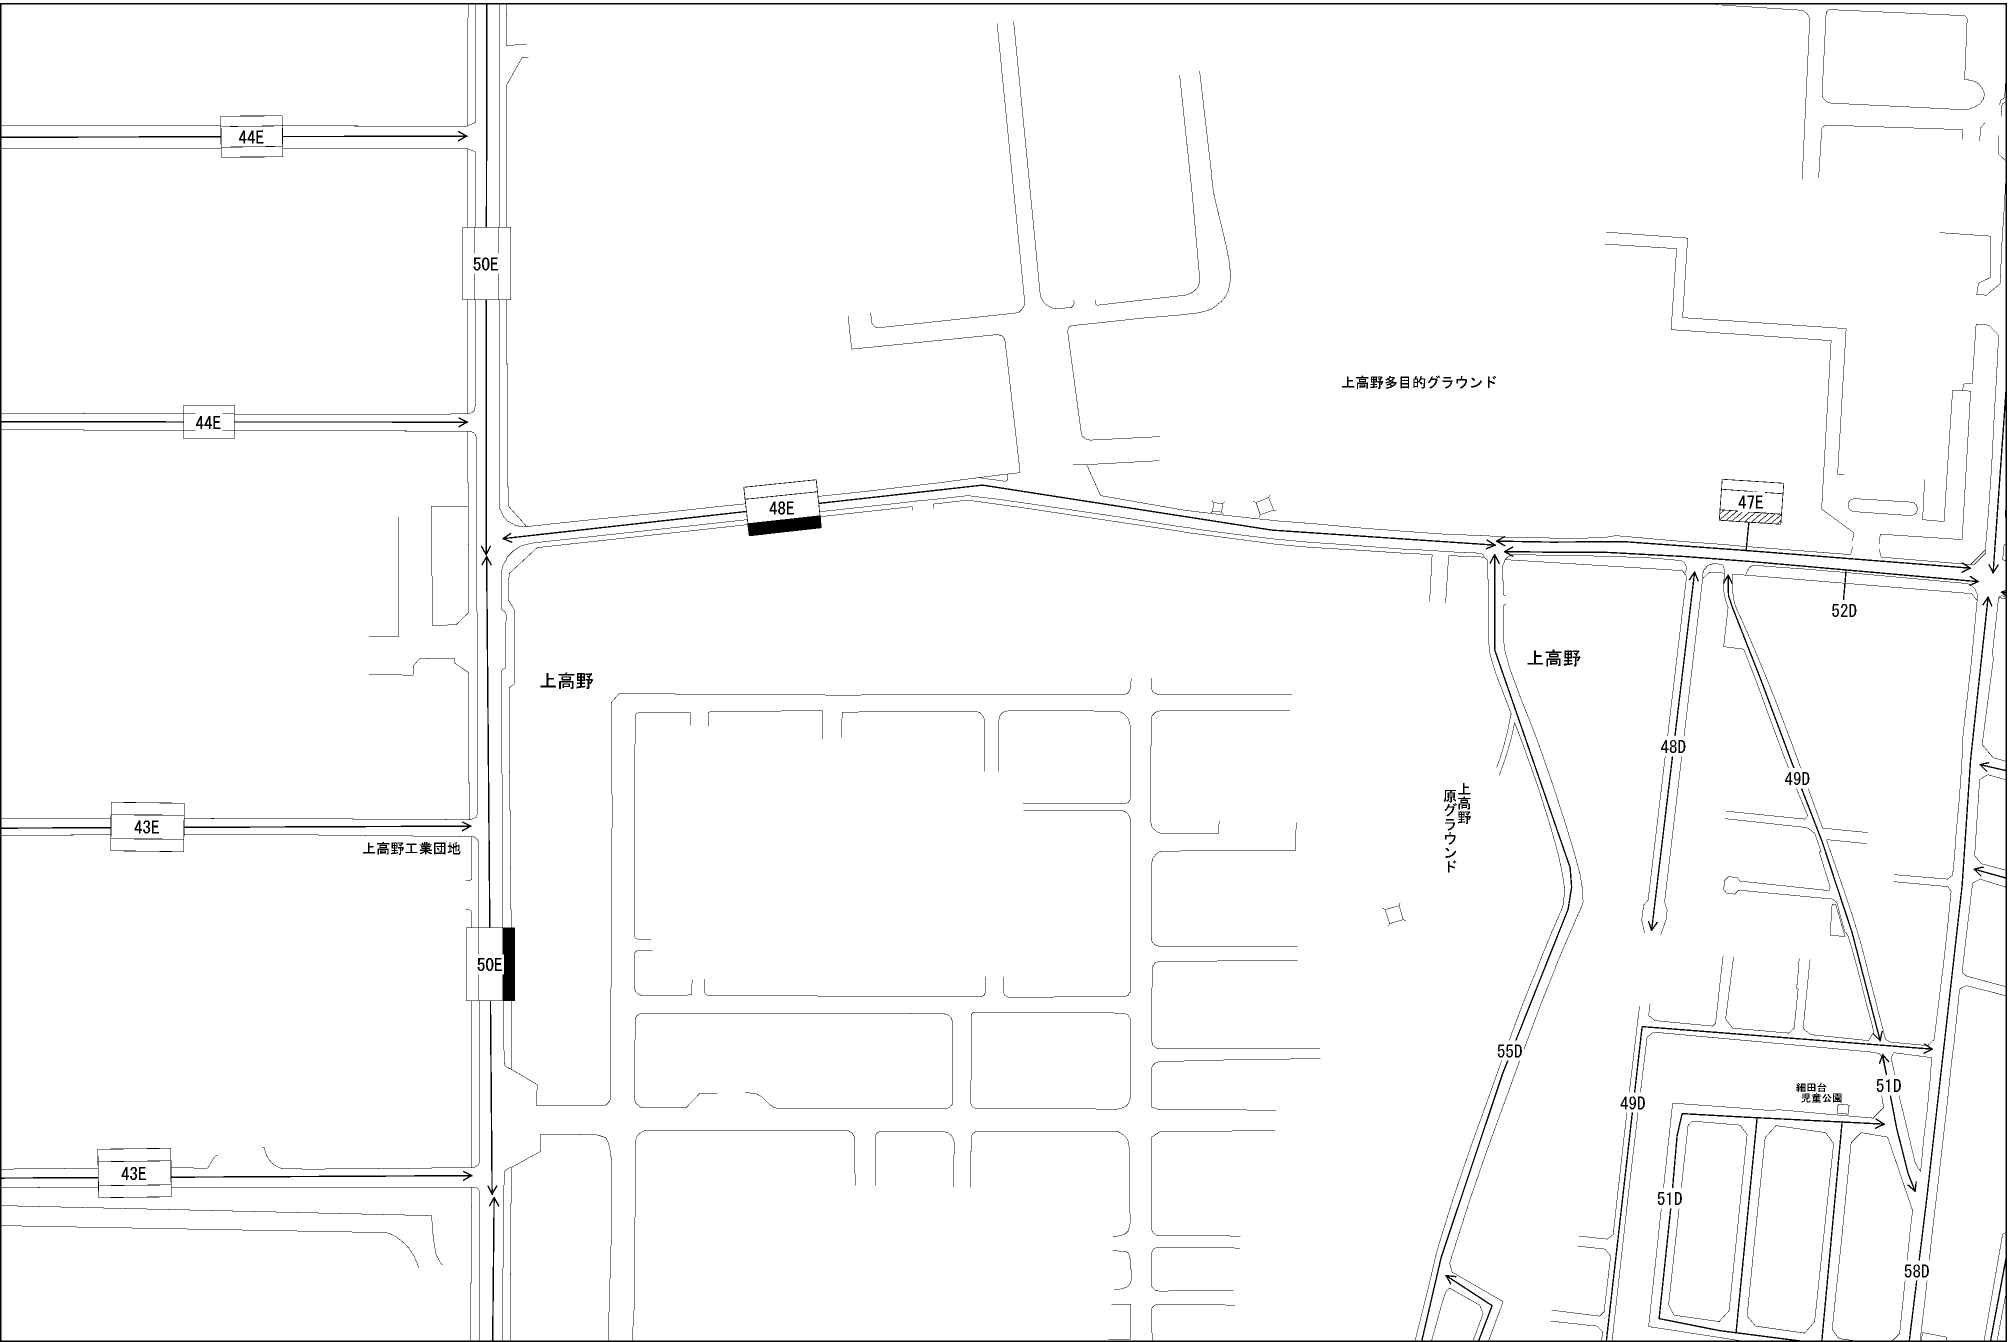 44E
50E
上高野多目的グラウンド
44E
48E
47E
52D
上高野
上高野
48D
49D
上高野
原グラウンド
43E
上高野工業団地
50E
55D
細田台
児童公園
51D
49D
43E
51D
58D